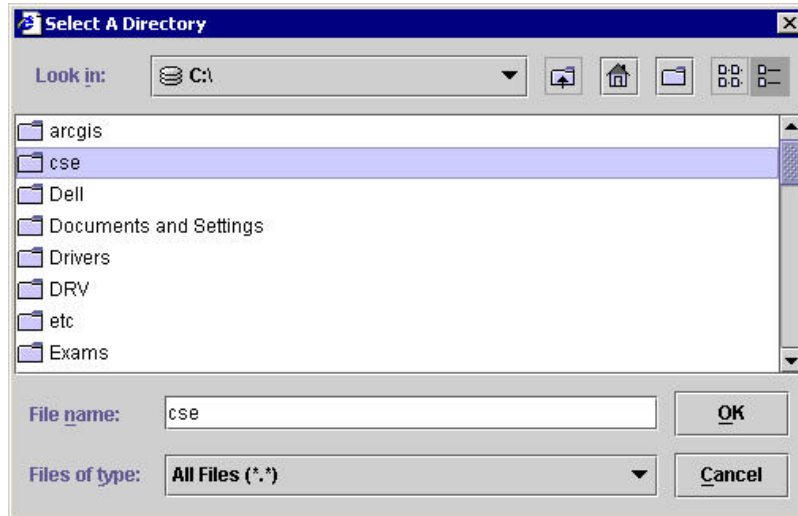 Select A Directory
Look in: C:\
arcgis
cse
Dell
Documents and Settings
Drivers
DRV
etc
Exams
File name: cse OK
Files of type: All Files (*.*) Cancel